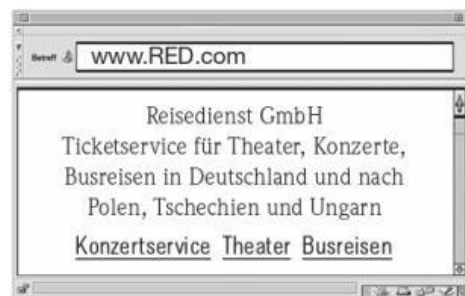 Betreff www.RED.com
Reisedienst GmbH
Ticketservice für Theater, Konzerte,
Busreisen in Deutschland und nach
Polen, Tschechien und Ungarn
Konzertservice Theater Busreisen